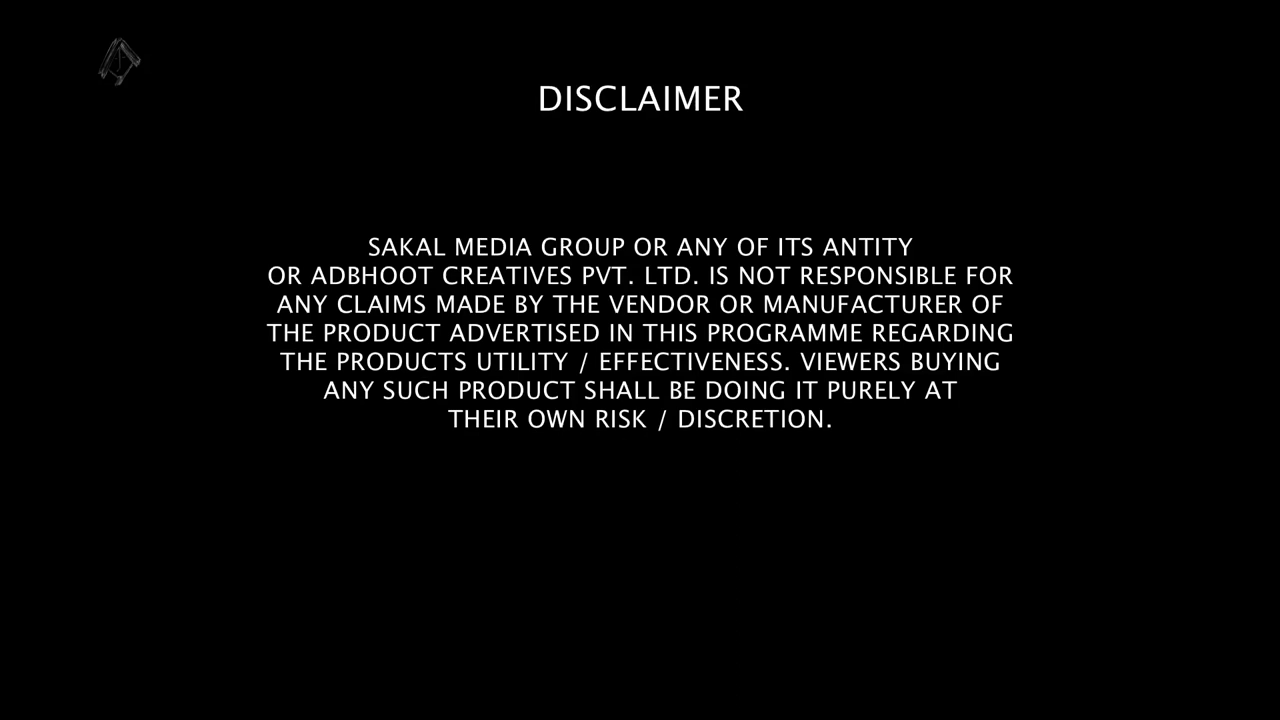 DISCLAIMER
SAKAL MEDIA GROUP OR ANY OF ITS ANTITY
OR ADBHOOT CREATIVES PVT. LTD. IS NOT RESPONSIBLE FOR
ANY CLAIMS MADE BY THE VENDOR OR MANUFACTURER OF
THE PRODUCT ADVERTISED IN THIS PROGRAMME REGARDING
THE PRODUCTS UTILITY / EFFECTIVENESS. VIEWERS BUYING
ANY SUCH PRODUCT SHALL BE DOING IT PURELY AT
THEIR OWN RISK / DISCRETION.